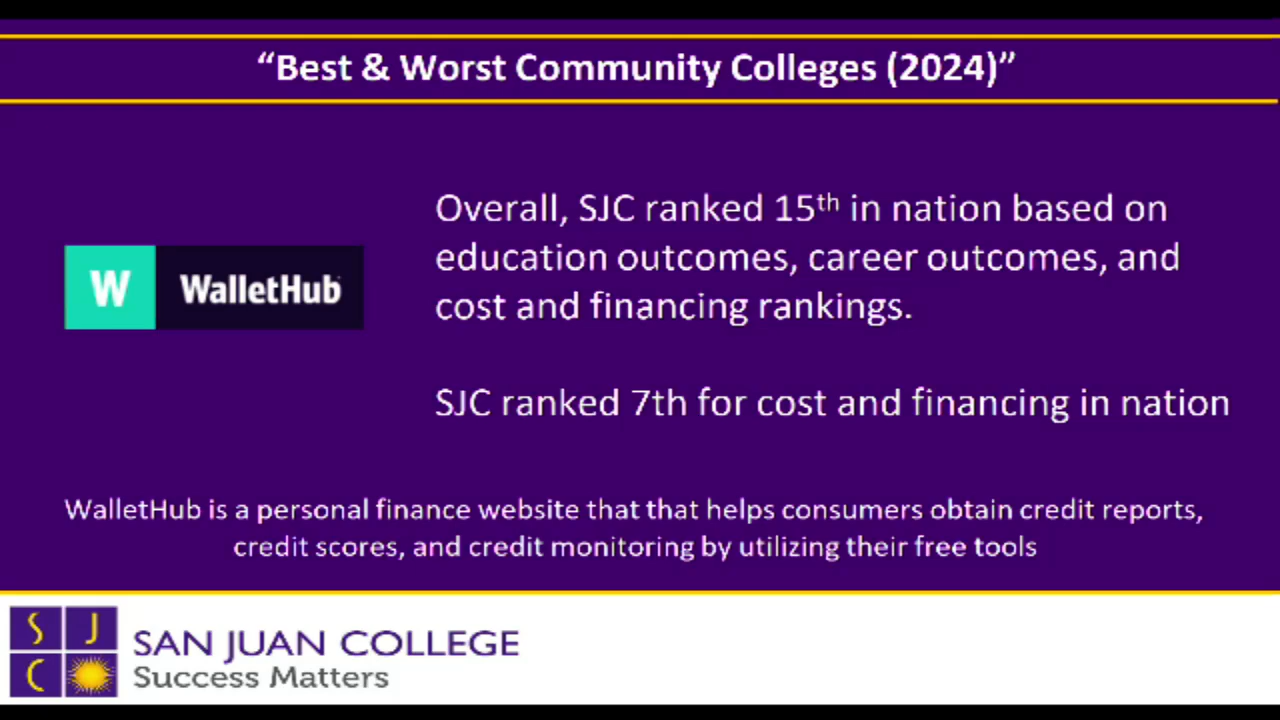 “Best & Worst Community Colleges (2024)”
Overall, SJC ranked 15th in nation based on
education outcomes, career outcomes, and
cost and financing rankings.
W WalletHub
SJC ranked 7th for cost and financing in nation
WalletHub is a personal finance website that that helps consumers obtain credit reports,
credit scores, and credit monitoring by utilizing their free tools
S J
C
SAN JUAN COLLEGE
Success Matters